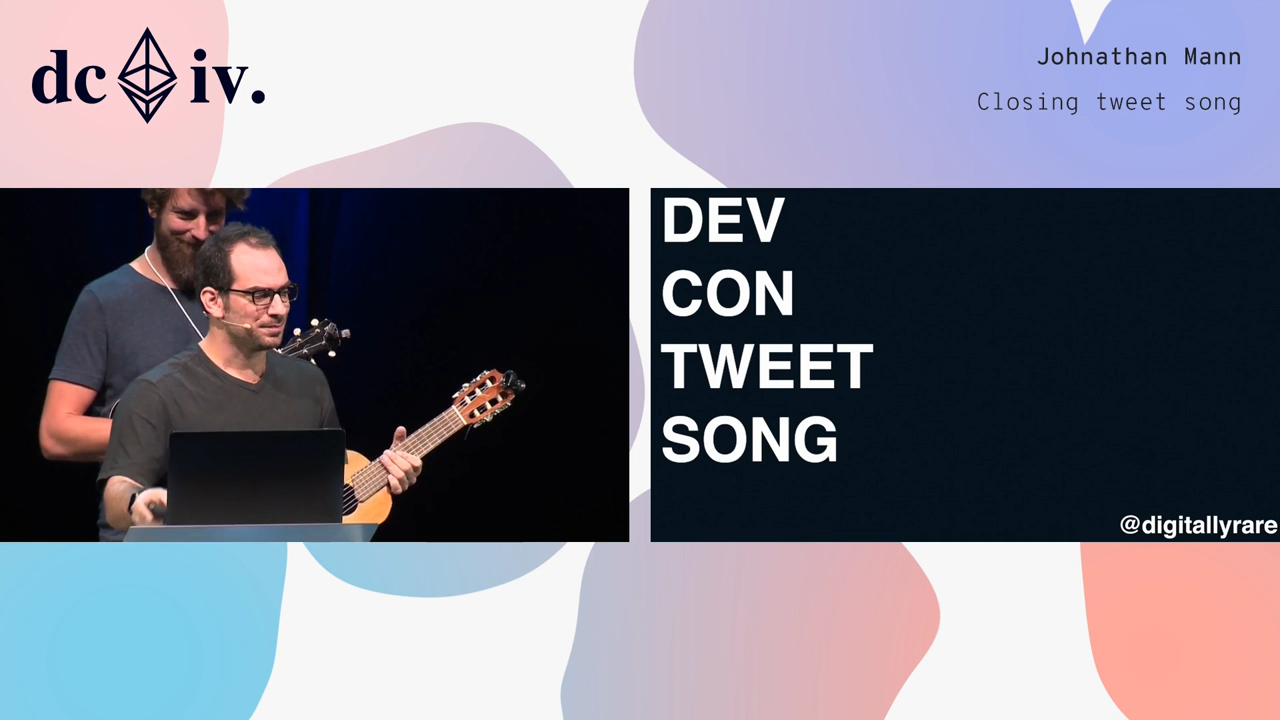 dc iv.
Johnathan Mann
Closing tweet song
DEV
CON
TWEET
SONG
@digitallyrare